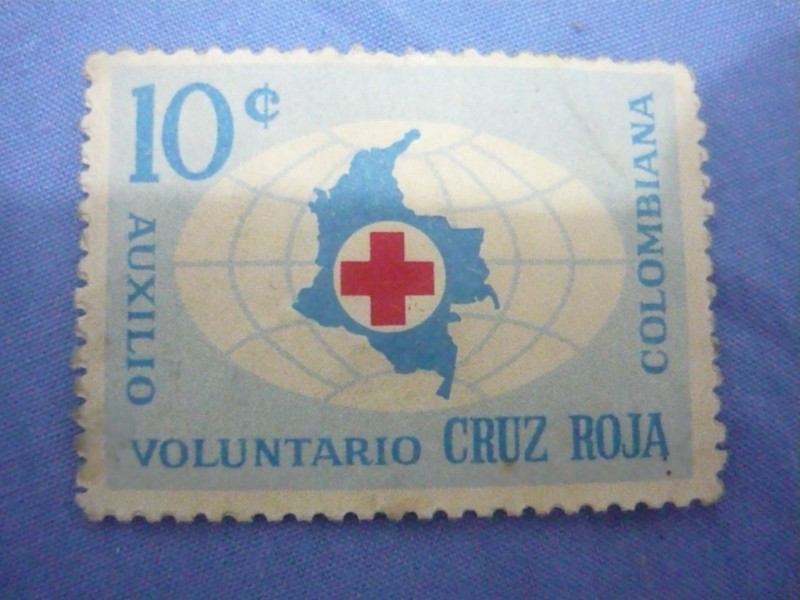 10¢
AUXILIO
VOLUNTARIO CRUZ ROJA
COLOMBIANA